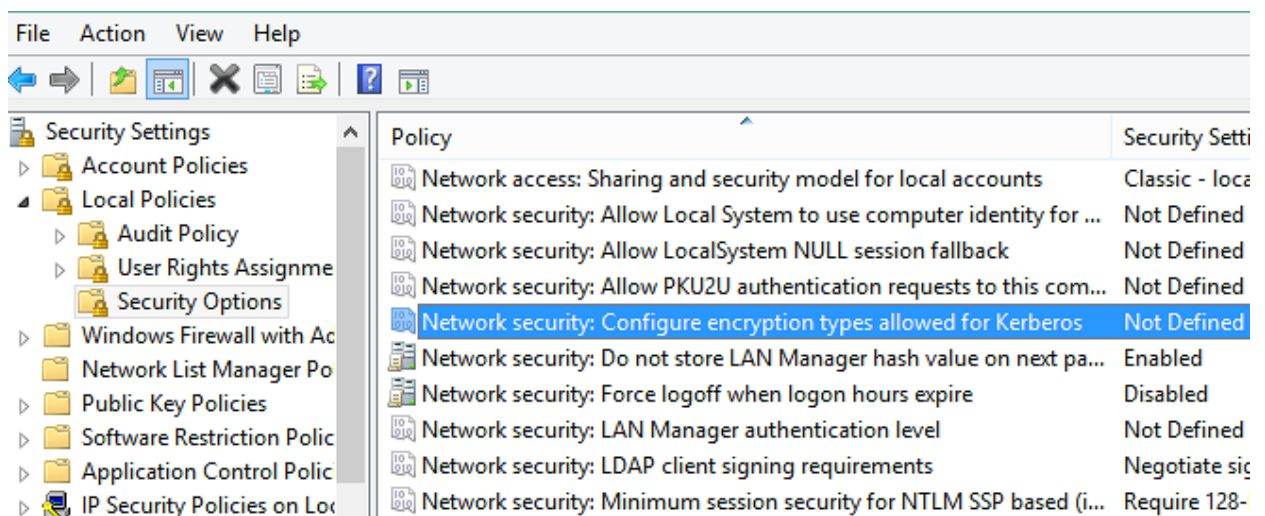 File Action View Help
Security Settings
Account Policies
Local Policies
Audit Policy
User Rights Assignme
Security Options
Windows Firewall with Ad
Network List Manager Po
Public Key Policies
Software Restriction Polic
Application Control Polic
IP Security Policies on Loc
Policy Security Setti
Network access: Sharing and security model for local accounts Classic - loca
Network security: Allow Local System to use computer identity for ... Not Defined
Network security: Allow LocalSystem NULL session fallback Not Defined
Network security: Allow PKU2U authentication requests to this com... Not Defined
Network security: Configure encryption types allowed for Kerberos Not Defined
Network security: Do not store LAN Manager hash value on next pa... Enabled
Network security: Force logoff when logon hours expire Disabled
Network security: LAN Manager authentication level Not Defined
Network security: LDAP client signing requirements Negotiate sig
Network security: Minimum session security for NTLM SSP based (i... Require 128-